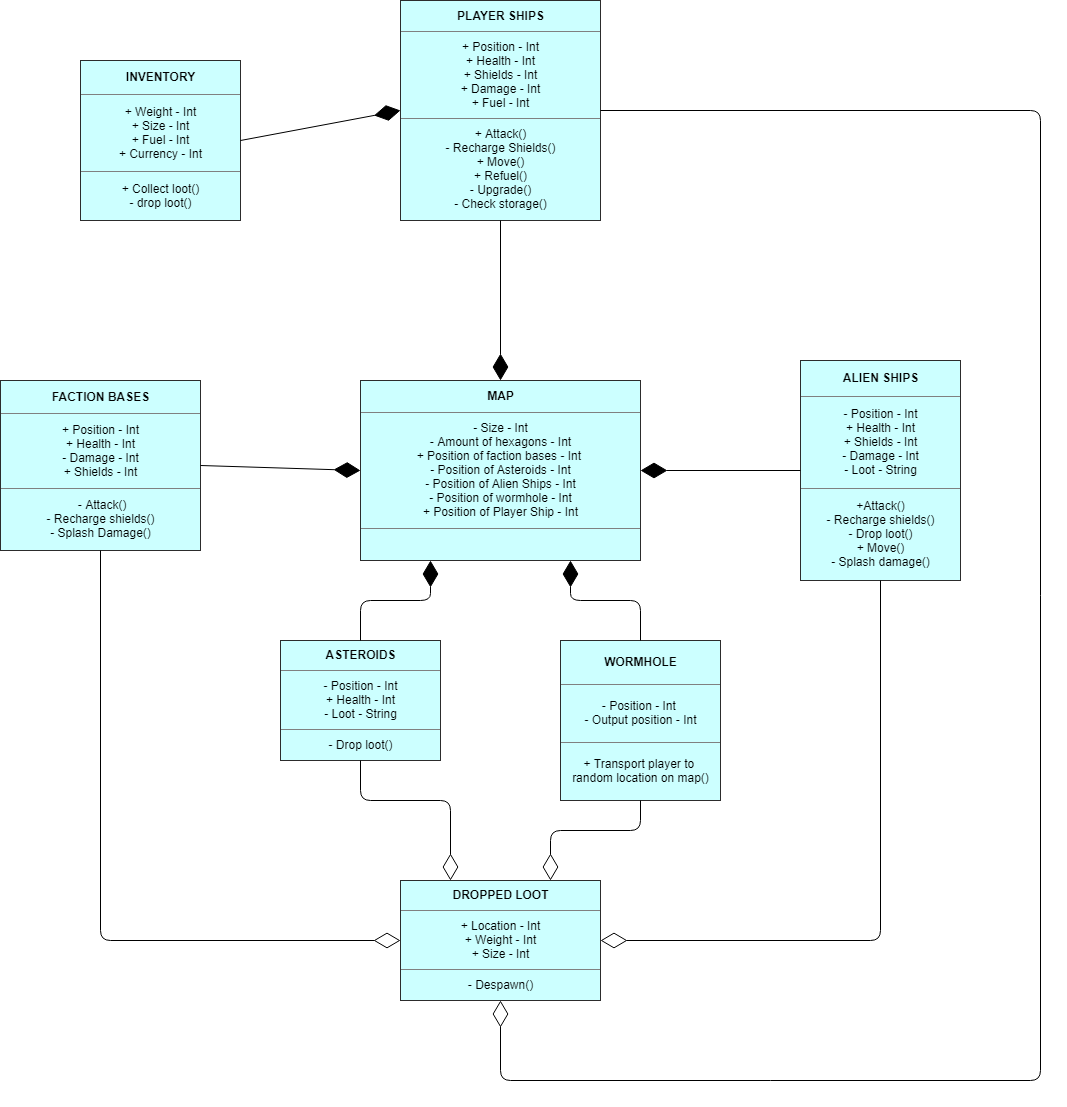 PLAYER SHIPS
+ Position - Int
+ Health - Int
+ Shields - Int
+ Damage - Int
+ Fuel - Int
+ Attack()
- Recharge Shields()
+ Move()
+ Refuel()
- Upgrade()
- Check storage()
INVENTORY
+ Weight - Int
+ Size - Int
+ Fuel - Int
+ Currency - Int
+ Collect loot()
- drop loot()
FACTION BASES
+ Position - Int
+ Health - Int
- Damage - Int
+ Shields - Int
- Attack()
- Recharge shields()
- Splash Damage()
MAP
- Size - Int
- Amount of hexagons - Int
+ Position of faction bases - Int
- Position of Asteroids - Int
- Position of Alien Ships - Int
- Position of wormhole - Int
+ Position of Player Ship - Int
ALIEN SHIPS
- Position - Int
+ Health - Int
+ Shields - Int
- Damage - Int
- Loot - String
+Attack()
- Recharge shields()
- Drop loot()
+ Move()
- Splash damage()
ASTEROIDS
- Position - Int
+ Health - Int
- Loot - String
- Drop loot()
WORMHOLE
- Position - Int
- Output position - Int
+ Transport player to
random location on map()
DROPPED LOOT
+ Location - Int
+ Weight - Int
+ Size - Int
- Despawn()